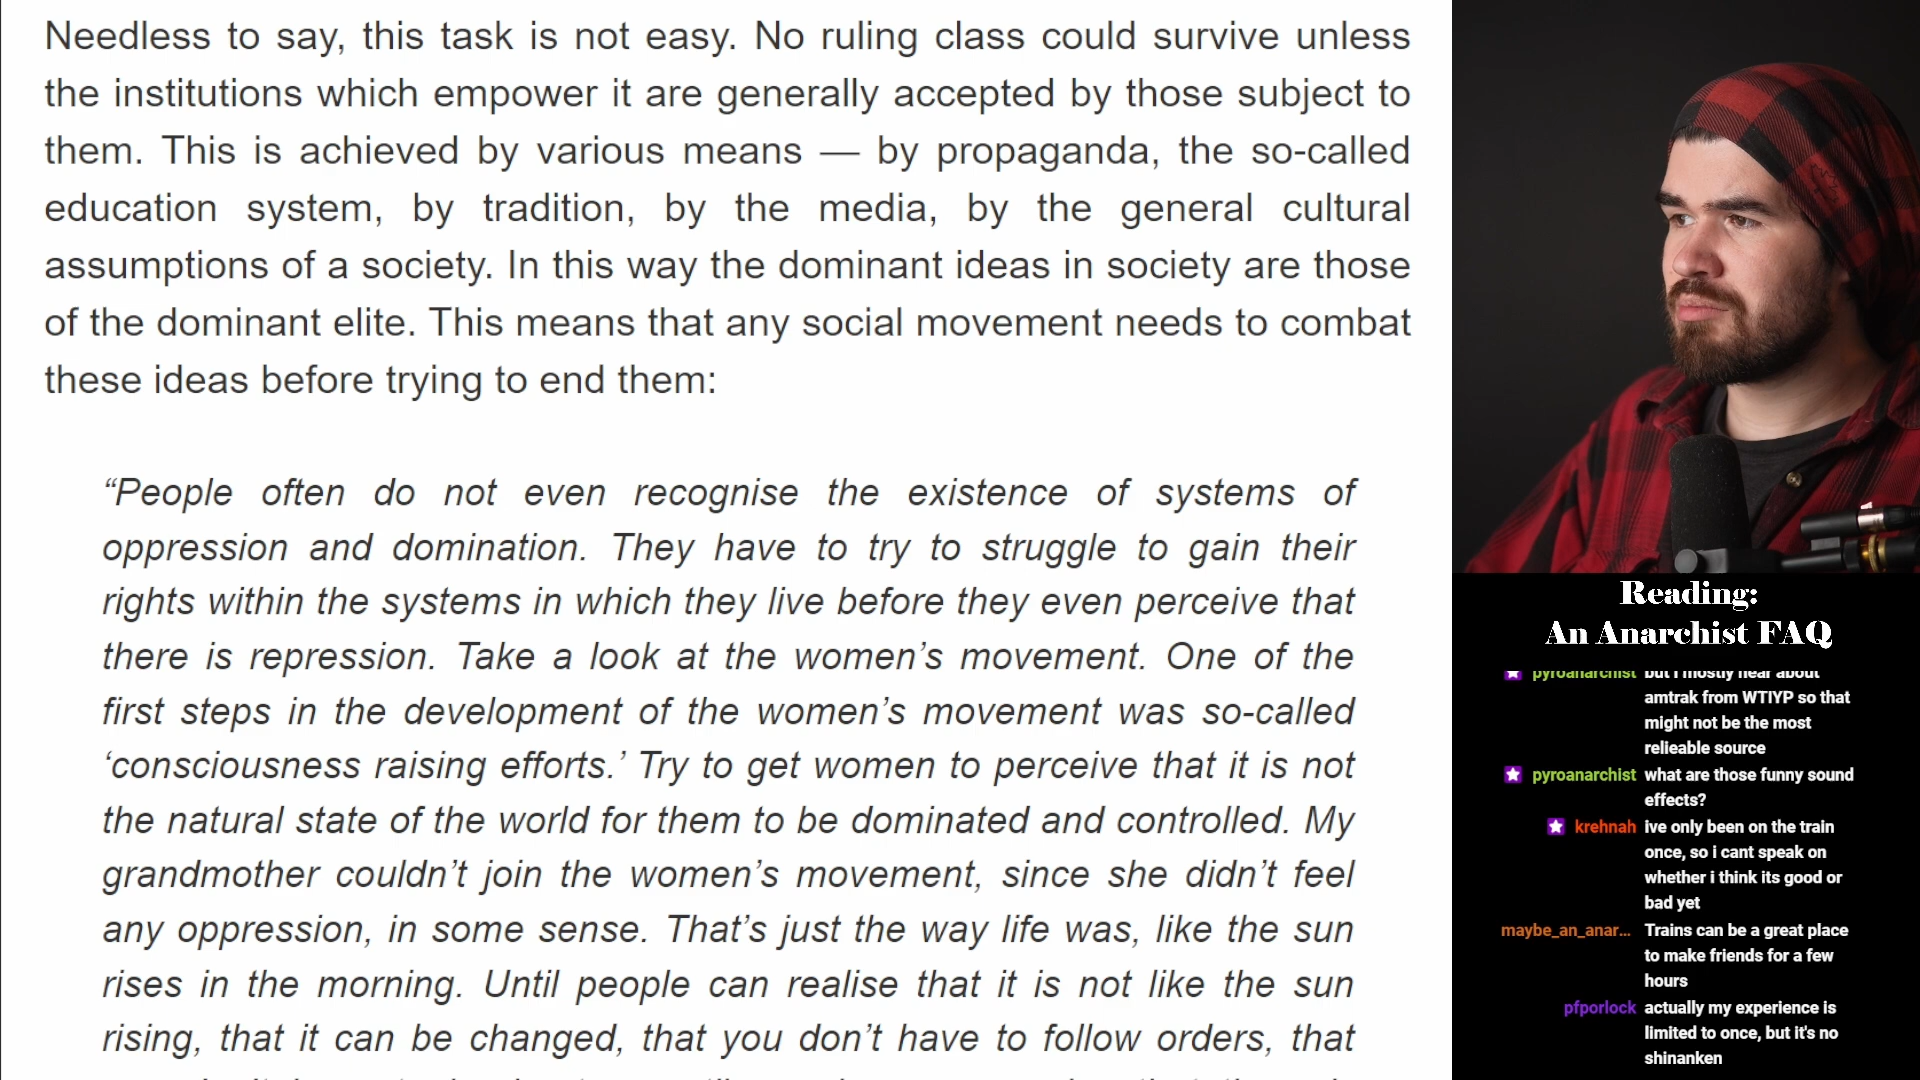 Needless to say, this task is not easy. No ruling class could survive unless
the institutions which empower it are generally accepted by those subject to
them. This is achieved by various means — by propaganda, the so-called
education system, by tradition, by the media, by the general cultural
assumptions of a society. In this way the dominant ideas in society are those
of the dominant elite. This means that any social movement needs to combat
these ideas before trying to end them:
“People often do not even recognise the existence of systems of
oppression and domination. They have to try to struggle to gain their
rights within the systems in which they live before they even perceive that
there is repression. Take a look at the women’s movement. One of the
first steps in the development of the women’s movement was so-called
‘consciousness raising efforts.’ Try to get women to perceive that it is not
the natural state of the world for them to be dominated and controlled. My
grandmother couldn’t join the women’s movement, since she didn’t feel
any oppression, in some sense. That’s just the way life was, like the sun
rises in the morning. Until people can realise that it is not like the sun
rising, that it can be changed, that you don’t have to follow orders, that
Reading:
An Anarchist FAQ
pyroanarchist but i mostly hear about
amtrak from WTIYP so that
might not be the most
relieable source
pyroanarchist what are those funny sound
effects?
krehnah ive only been on the train
once, so i cant speak on
whether i think its good or
bad yet
maybe_an_anar... Trains can be a great place
to make friends for a few
hours
pfporlock actually my experience is
limited to once, but it's no
shinanken